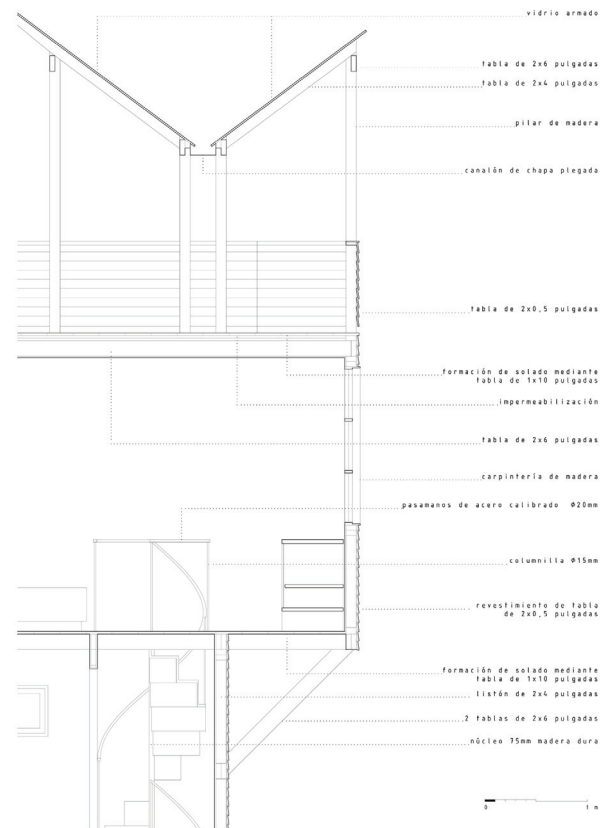 vidrio armado
tabla de 2x6 pulgadas
tabla de 2x4 pulgadas
pilar de madera
canalón de chapa plegada
tabla de 2x0,5 pulgadas
formación de solado mediante
tabla de 1x10 pulgadas
impermeabilización
tabla de 2x6 pulgadas
carpintería de madera
pasamanos de acero calibrado Φ20mm
columnilla Φ15mm
revestimiento de tabla
de 2x0,5 pulgadas
formación de solado mediante
tabla de 1x10 pulgadas
listón de 2x4 pulgadas
2 tablas de 2x6 pulgadas
núcleo 75mm madera dura
0 1 m